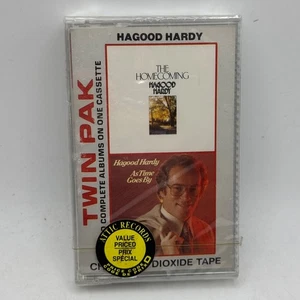 HAGOOD HARDY
TWIN PAK
COMPLETE ALBUMS ON ONE CASSETTE
THE
HOMECOMING
HAGOOD
HARDY
Hagood Hardy
As Time
Goes By
ATTIC RECORDS
VALUE
PRICED
PRIX
SPÉCIAL
DIOXIDE TAPE